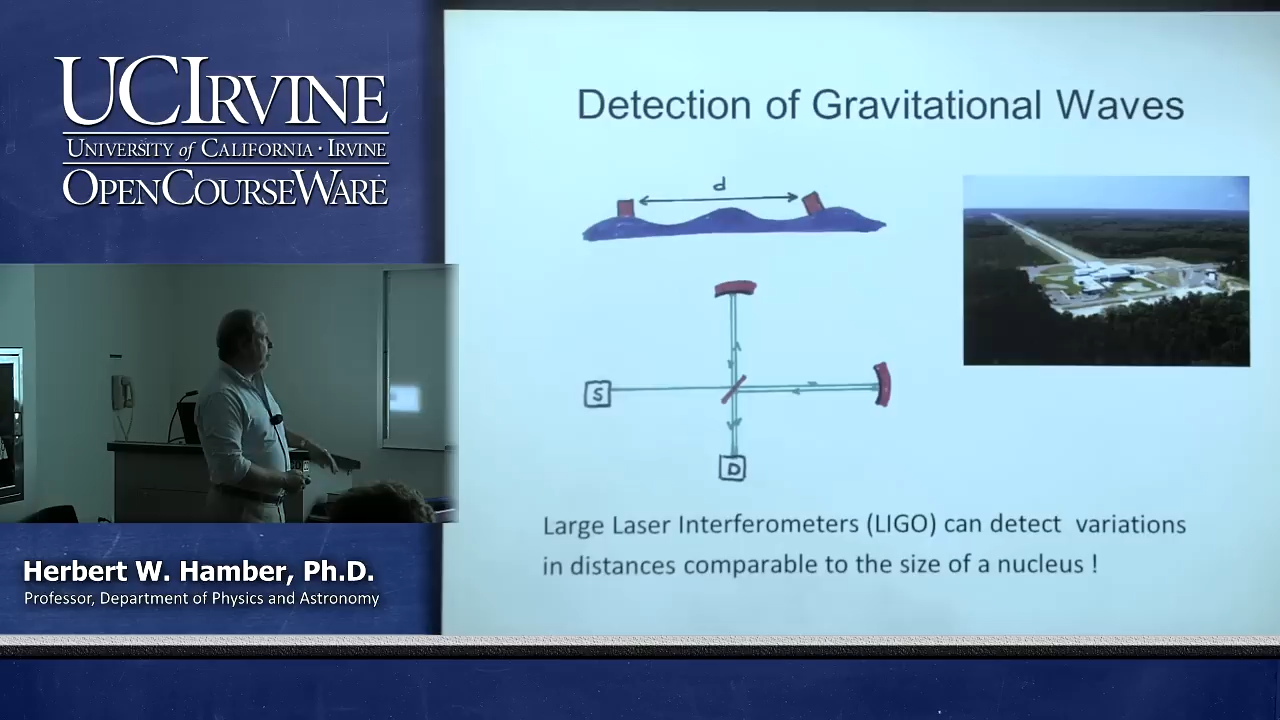 UCIRVINE
UNIVERSITY of CALIFORNIA · IRVINE
OPENCOURSEWARE
Herbert W. Hamber, Ph.D.
Professor, Department of Physics and Astronomy
Detection of Gravitational Waves
d
S
D
Large Laser Interferometers (LIGO) can detect variations
in distances comparable to the size of a nucleus !